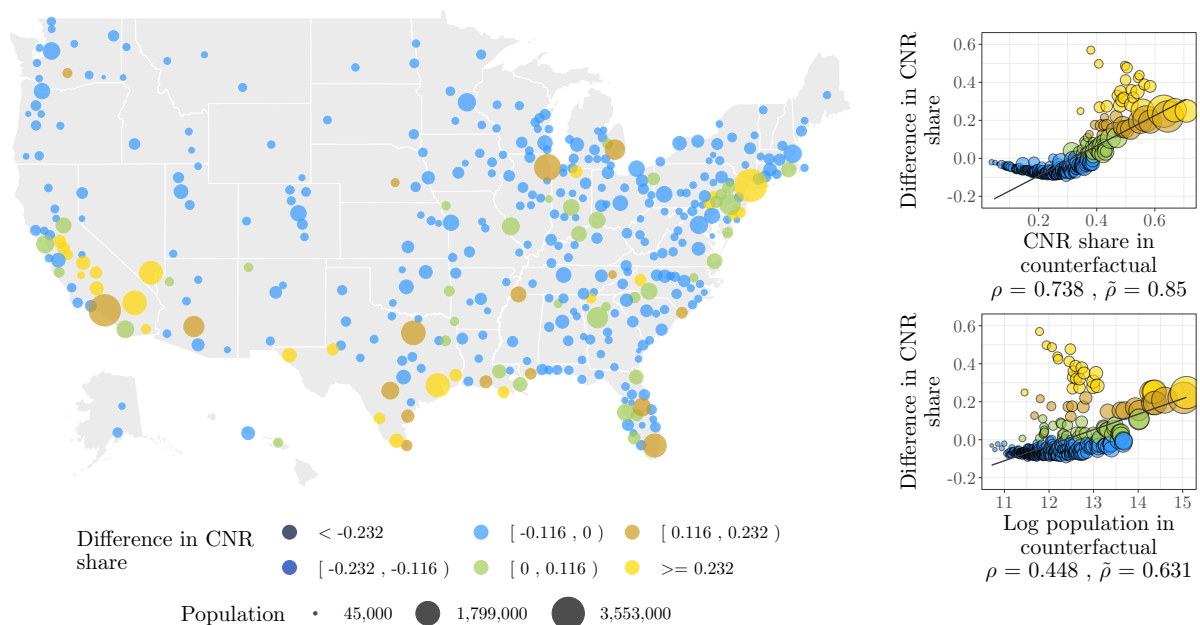 Difference in CNR
share
< -0.232
[ -0.232 , -0.116 )
[ -0.116 , 0 )
[ 0 , 0.116 )
[ 0.116 , 0.232 )
>= 0.232
Population
45,000
1,799,000
3,553,000
Difference in CNR
share
0.6
0.4
0.2
0.0
-0.2
0.2
0.4
0.6
CNR share in
counterfactual
ρ = 0.738 , ρ̃ = 0.85
Difference in CNR
share
0.6
0.4
0.2
0.0
-0.2
11
12
13
14
15
Log population in
counterfactual
ρ = 0.448 , ρ̃ = 0.631